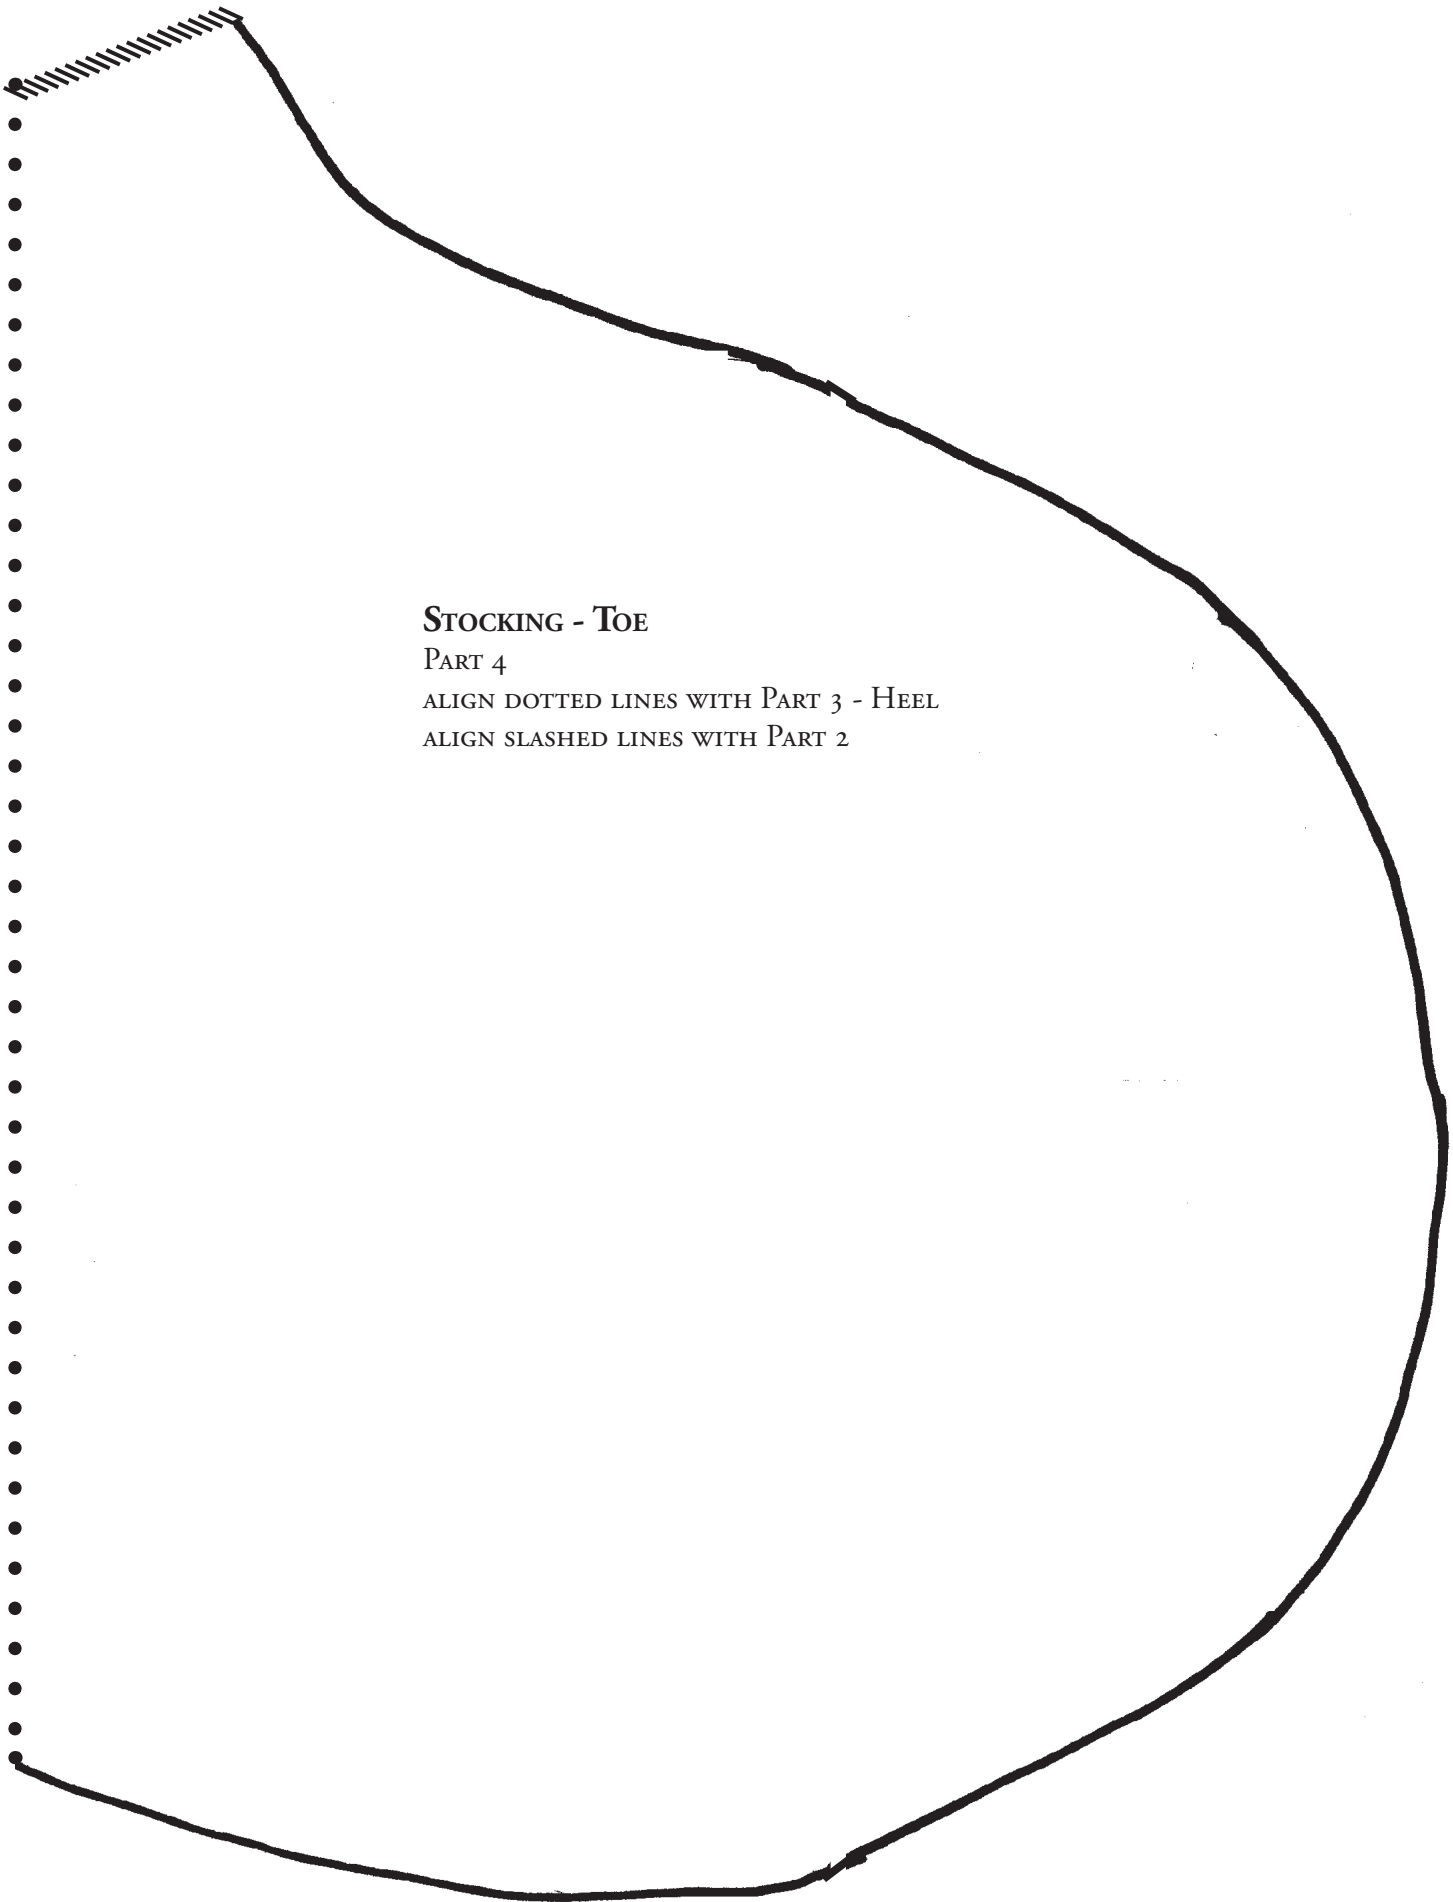 Stocking - Toe
Part 4
align dotted lines with Part 3 - Heel
align slashed lines with Part 2